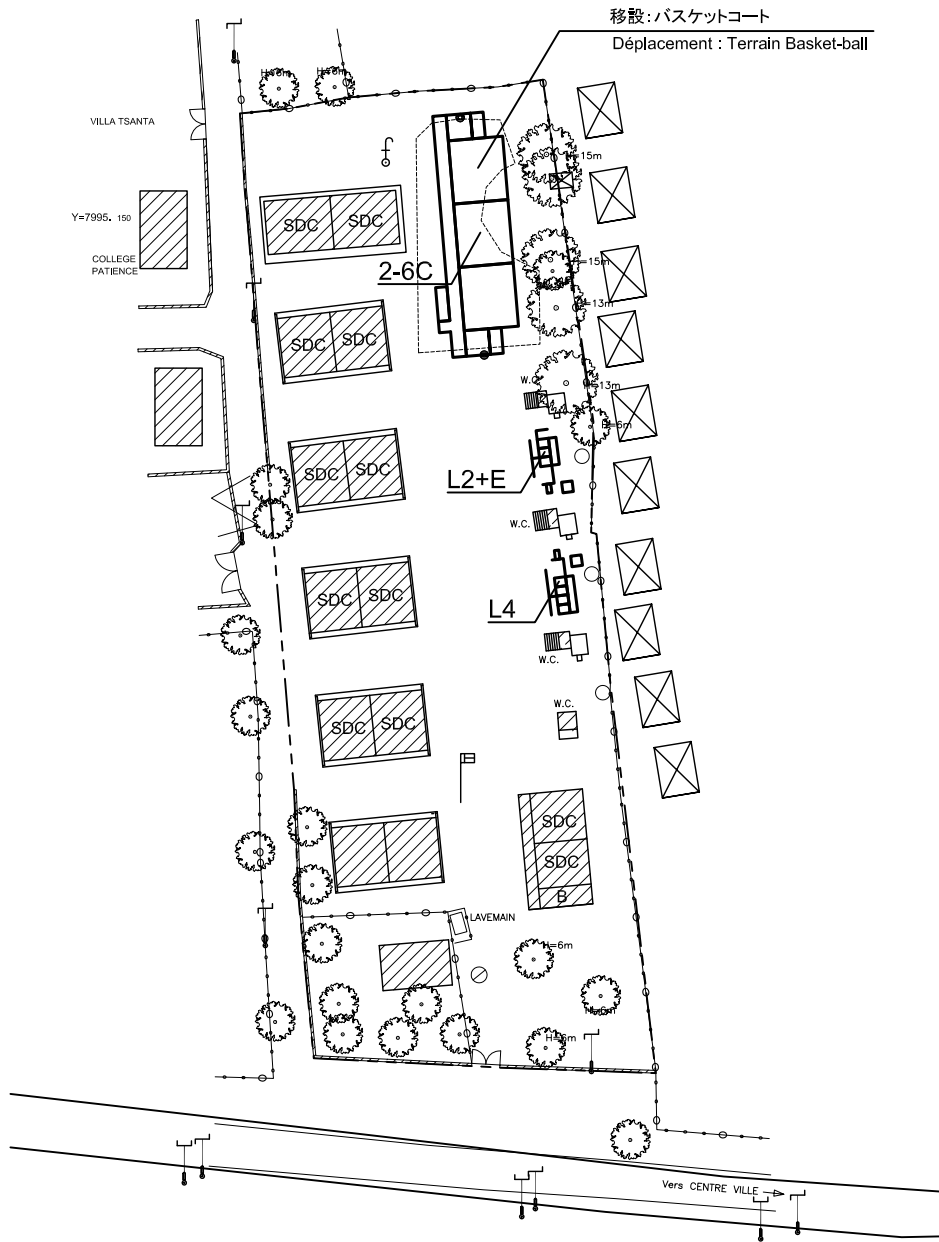 移設：バスケットコート
Déplacement : Terrain Basket-ball
H=6m
H=6m
VILLA TSANTA
H=15m
SDC
SDC
Y=7995. 150
COLLEGE
PATIENCE
2-6C
H=15m
H=13m
SDC
SDC
W.C.
H=13m
H=6m
SDC
SDC
L2+E
W.C.
SDC
SDC
L4
W.C.
W.C.
SDC
SDC
SDC
SDC
B
LAVEMAIN
H=6m
H=6m
Vers CENTRE VILLE